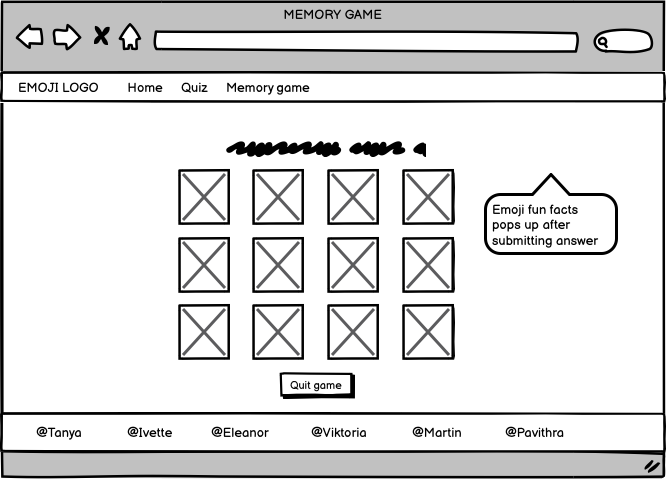 MEMORY GAME
EMOJI LOGO Home Quiz Memory game
Emoji fun facts
pops up after
submitting answer
Quit game
@Tanya @Ivette @Eleanor @Viktoria @Martin @Pavithra